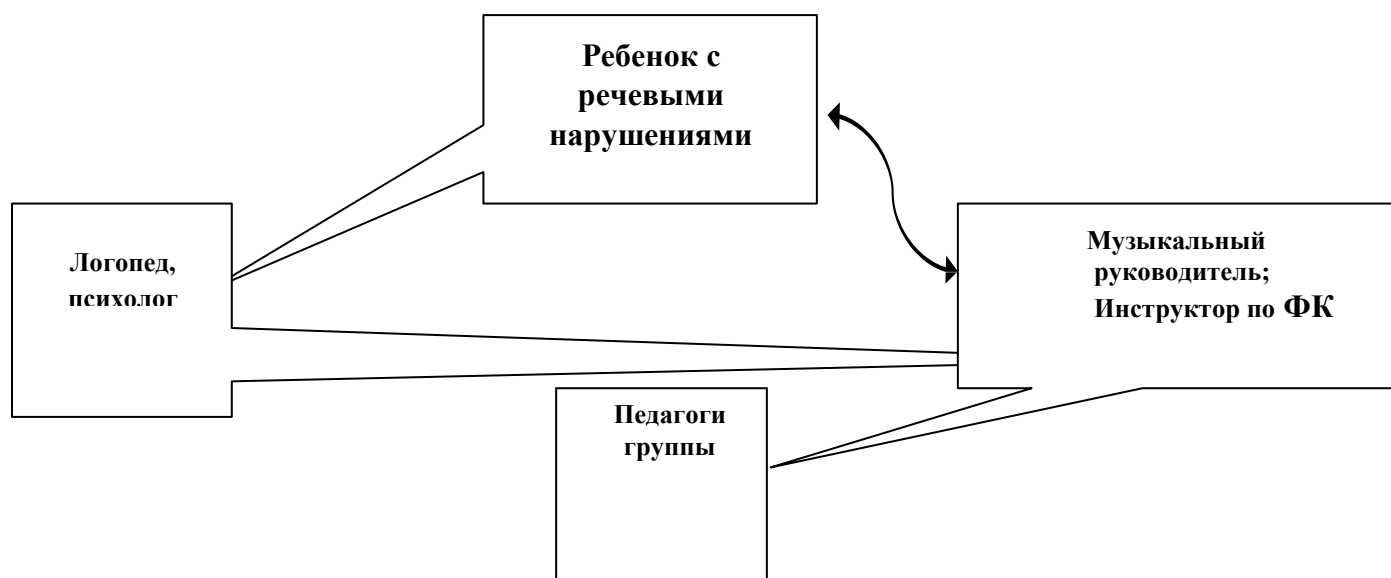 Ребенок с
речевыми
нарушениями
Логопед,
психолог
Музыкальный
руководитель;
Инструктор по ФК
Педагоги
группы